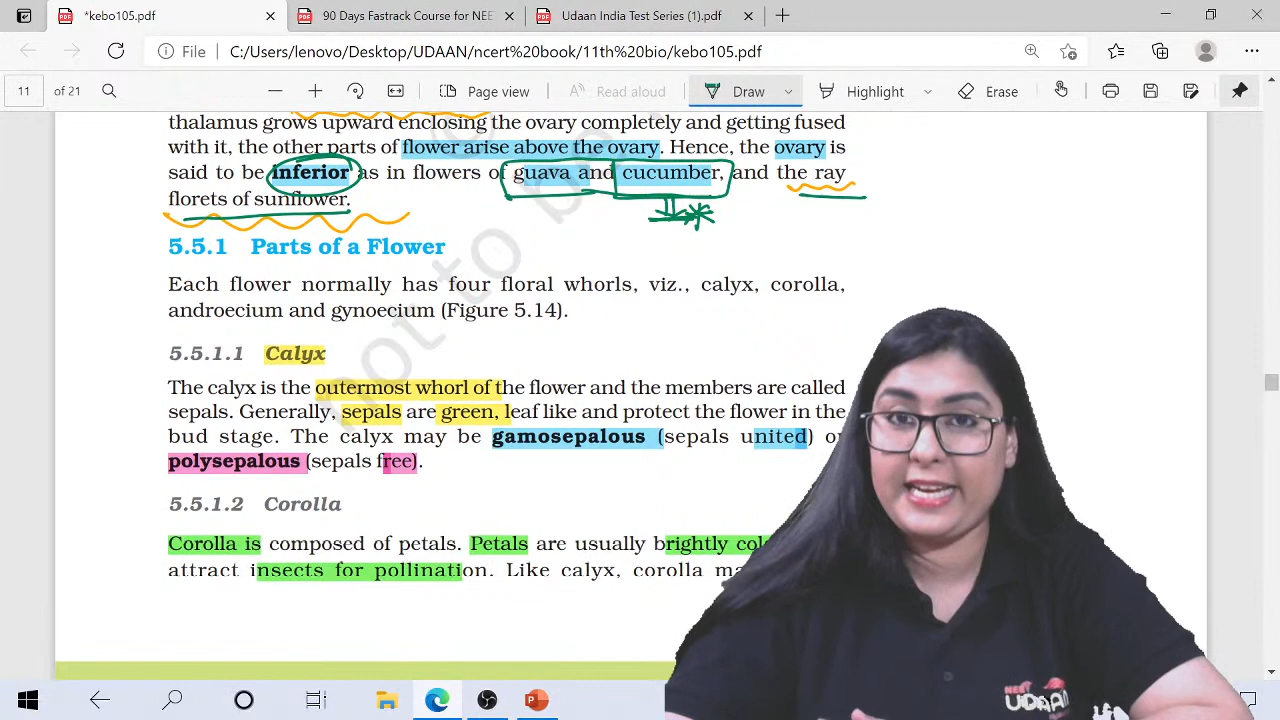 *kebo105.pdf
90 Days Fastrack Course for NEE
Udaan India Test Series (1).pdf
File
C:/Users/lenovo/Desktop/UDAAN/ncert%20book/11th%20bio/kebo105.pdf
11 of 21
Page view
Read aloud
Draw
Highlight
Erase
thalamus grows upward enclosing the ovary completely and getting fused
with it, the other parts of flower arise above the ovary. Hence, the ovary is
said to be inferior as in flowers of guava and cucumber, and the ray
florets of sunflower.
5.5.1 Parts of a Flower
Each flower normally has four floral whorls, viz., calyx, corolla,
androecium and gynoecium (Figure 5.14).
5.5.1.1 Calyx
The calyx is the outermost whorl of the flower and the members are called
sepals. Generally, sepals are green, leaf like and protect the flower in the
bud stage. The calyx may be gamosepalous (sepals united) or
polysepalous (sepals free).
5.5.1.2 Corolla
Corolla is composed of petals. Petals are usually brightly
attract insects for pollination. Like calyx, corolla
not to b
NEET
UDAAN